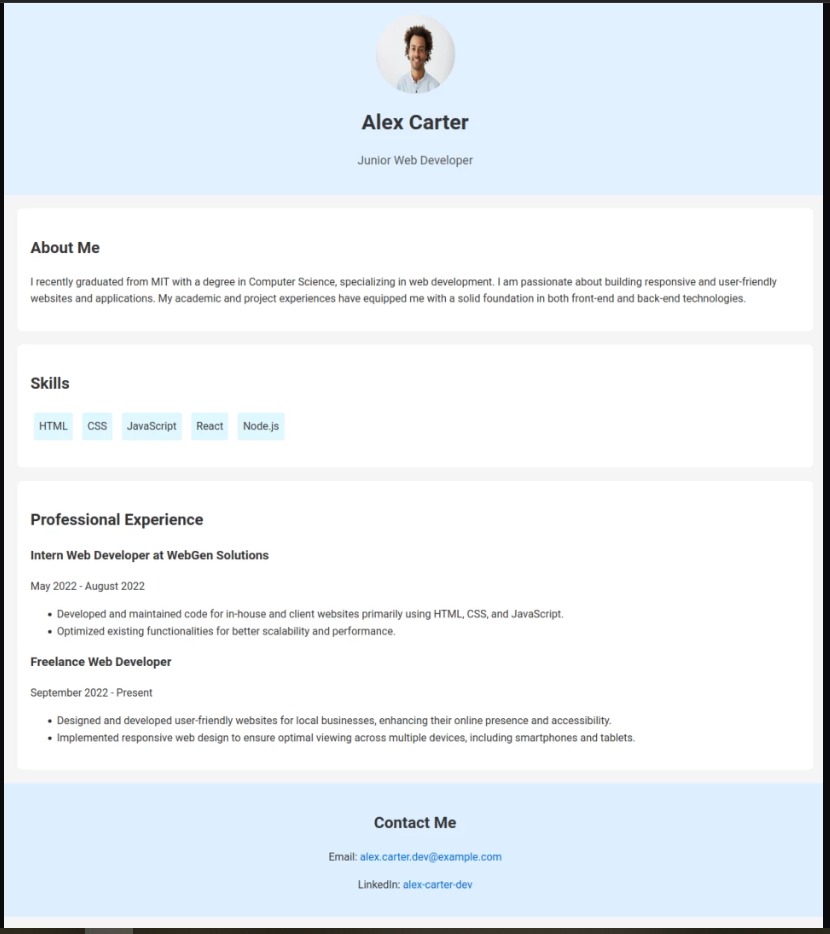 Alex Carter
Junior Web Developer
About Me
I recently graduated from MIT with a degree in Computer Science, specializing in web development. I am passionate about building responsive and user-friendly
websites and applications. My academic and project experiences have equipped me with a solid foundation in both front-end and back-end technologies.
Skills
HTML CSS JavaScript React Node.js
Professional Experience
Intern Web Developer at WebGen Solutions
May 2022 - August 2022
• Developed and maintained code for in-house and client websites primarily using HTML, CSS, and JavaScript.
• Optimized existing functionalities for better scalability and performance.
Freelance Web Developer
September 2022 - Present
• Designed and developed user-friendly websites for local businesses, enhancing their online presence and accessibility.
• Implemented responsive web design to ensure optimal viewing across multiple devices, including smartphones and tablets.
Contact Me
Email: alex.carter.dev@example.com
LinkedIn: alex-carter-dev